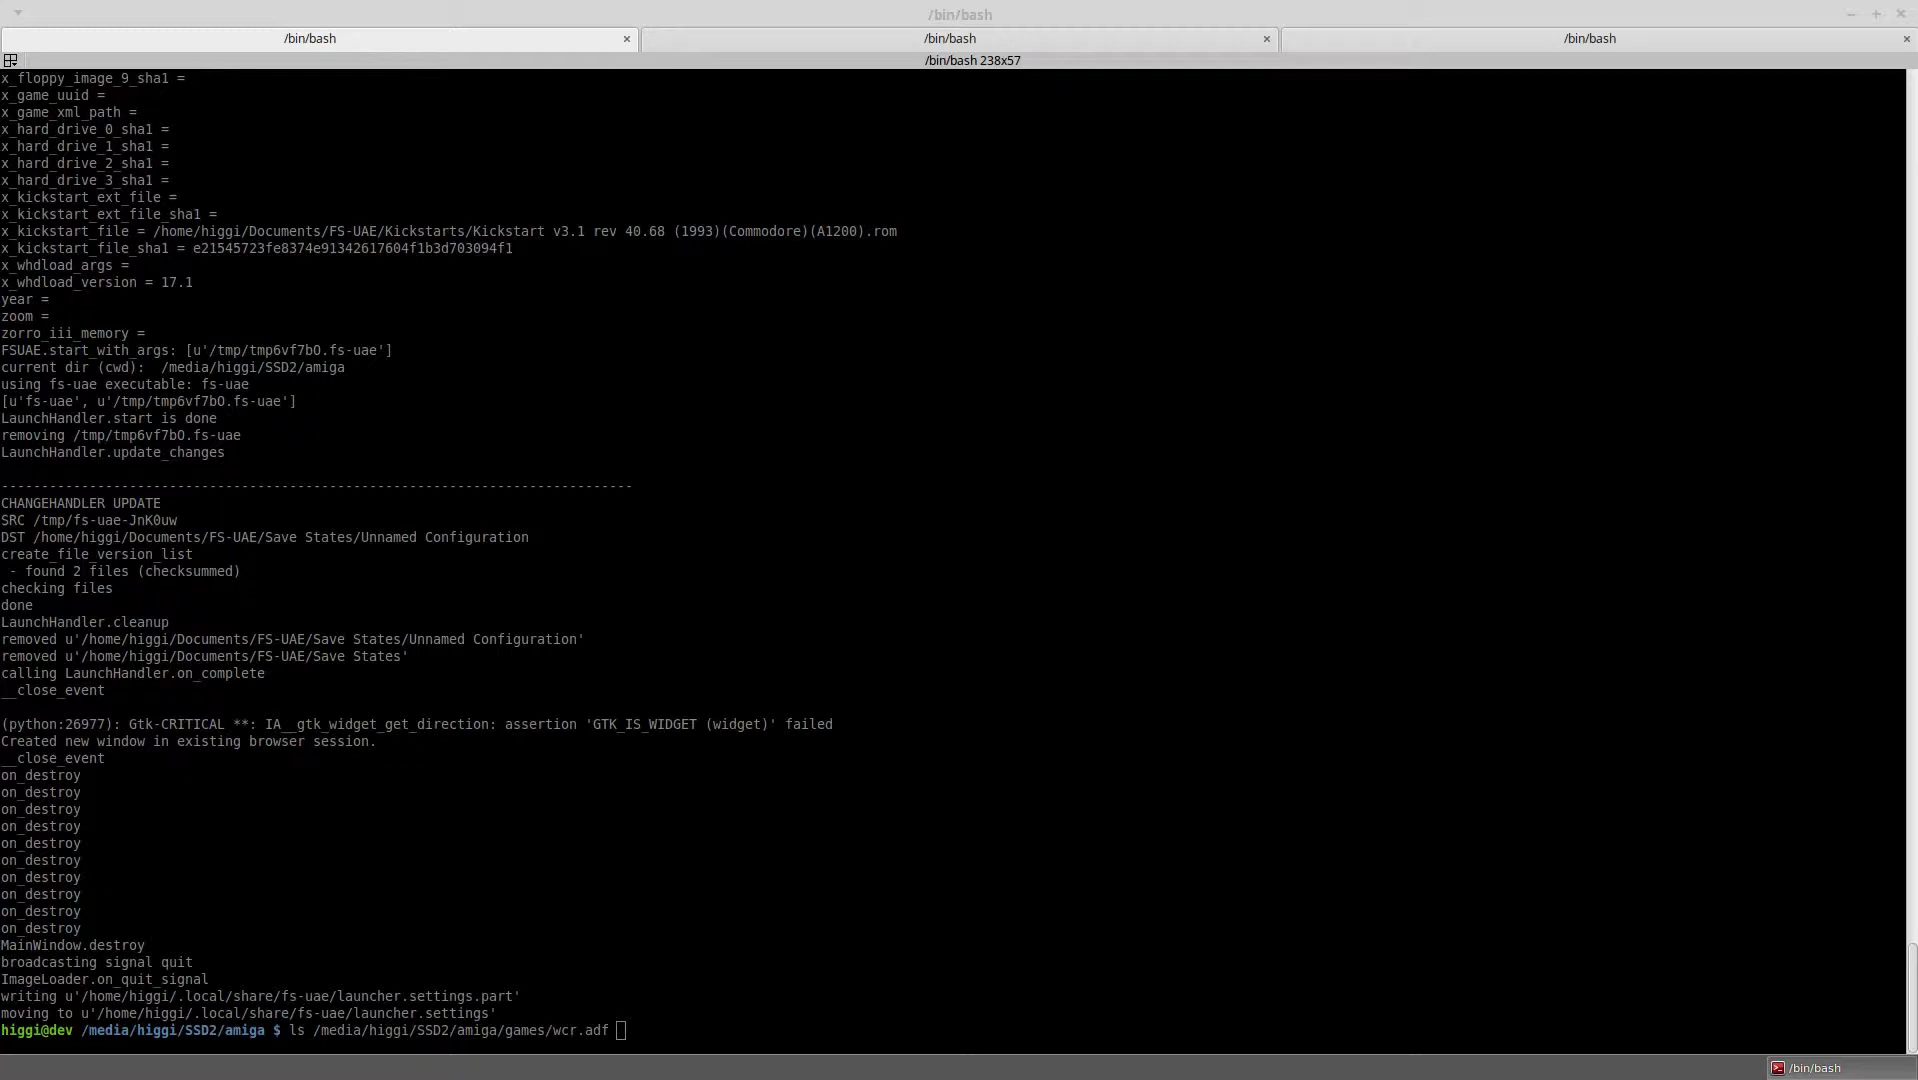 /bin/bash
/bin/bash × /bin/bash × /bin/bash ×
/bin/bash 238x57
x_floppy_image_9_sha1 =
x_game_uuid =
x_game_xml_path =
x_hard_drive_0_sha1 =
x_hard_drive_1_sha1 =
x_hard_drive_2_sha1 =
x_hard_drive_3_sha1 =
x_kickstart_ext_file =
x_kickstart_ext_file_sha1 =
x_kickstart_file = /home/higgi/Documents/FS-UAE/Kickstarts/Kickstart v3.1 rev 40.68 (1993)(Commodore)(A1200).rom
x_kickstart_file_sha1 = e21545723fe8374e91342617604f1b3d703094f1
x_whdload_args =
x_whdload_version = 17.1
year =
zoom =
zorro_iii_memory =
FSUAE.start_with_args: [u'/tmp/tmp6vf7bO.fs-uae']
current dir (cwd):  /media/higgi/SSD2/amiga
using fs-uae executable: fs-uae
[u'fs-uae', u'/tmp/tmp6vf7bO.fs-uae']
LaunchHandler.start is done
removing /tmp/tmp6vf7bO.fs-uae
LaunchHandler.update_changes
-------------------------------------------------------------------------------
CHANGEHANDLER UPDATE
SRC /tmp/fs-uae-JnK0uw
DST /home/higgi/Documents/FS-UAE/Save States/Unnamed Configuration
create_file_version_list
 - found 2 files (checksummed)
checking files
done
LaunchHandler.cleanup
removed u'/home/higgi/Documents/FS-UAE/Save States/Unnamed Configuration'
removed u'/home/higgi/Documents/FS-UAE/Save States'
calling LaunchHandler.on_complete
__close_event
(python:26977): Gtk-CRITICAL **: IA__gtk_widget_get_direction: assertion 'GTK_IS_WIDGET (widget)' failed
Created new window in existing browser session.
__close_event
on_destroy
on_destroy
on_destroy
on_destroy
on_destroy
on_destroy
on_destroy
on_destroy
on_destroy
on_destroy
MainWindow.destroy
broadcasting signal quit
ImageLoader.on_quit_signal
writing u'/home/higgi/.local/share/fs-uae/launcher.settings.part'
moving to u'/home/higgi/.local/share/fs-uae/launcher.settings'
higgi@dev /media/higgi/SSD2/amiga $ ls /media/higgi/SSD2/amiga/games/wcr.adf
/bin/bash